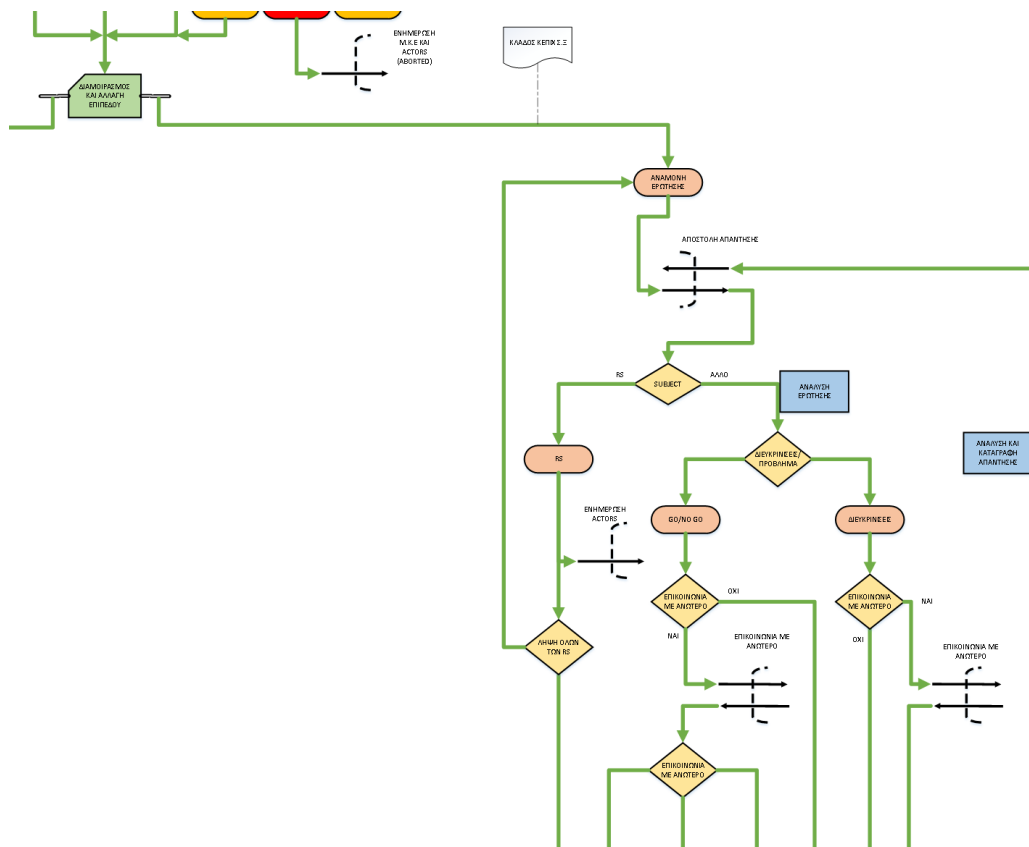 ΕΝΗΜΕΡΩΣΗ
Μ.Κ.Ε ΚΑΙ
ACTORS
(ABORTED)
ΚΛΑΔΟΣ ΚΕΠΙΧ Σ.Ξ
ΔΙΑΜΟΙΡΑΣΜΟΣ
ΚΑΙ ΑΛΛΑΓΗ
ΕΠΙΠΕΔΟΥ
ΑΝΑΜΟΝΗ
ΕΡΩΤΗΣΗΣ
ΑΠΟΣΤΟΛΗ ΑΠΑΝΤΗΣΗΣ
RS
SUBJECT
ΑΛΛΟ
ΑΝΑΛΥΣΗ
ΕΡΩΤΗΣΗΣ
RS
ΔΙΕΥΚΡΙΝΙΣΕΙΣ/
ΠΡΟΒΛΗΜΑ
ΑΝΑΛΥΣΗ ΚΑΙ
ΚΑΤΑΓΡΑΦΗ
ΑΠΑΝΤΗΣΗΣ
ΕΝΗΜΕΡΩΣΗ
ACTORS
GO/NO GO
ΔΙΕΥΚΡΙΝΙΣΕΙΣ
ΕΠΙΚΟΙΝΩΝΙΑ
ΜΕ ΑΝΩΤΕΡΟ
ΟΧΙ
ΝΑΙ
ΕΠΙΚΟΙΝΩΝΙΑ
ΜΕ ΑΝΩΤΕΡΟ
ΝΑΙ
ΟΧΙ
ΛΗΨΗ ΟΛΩΝ
ΤΩΝ RS
ΕΠΙΚΟΙΝΩΝΙΑ ΜΕ
ΑΝΩΤΕΡΟ
ΕΠΙΚΟΙΝΩΝΙΑ ΜΕ
ΑΝΩΤΕΡΟ
ΕΠΙΚΟΙΝΩΝΙΑ
ΜΕ ΑΝΩΤΕΡΟ